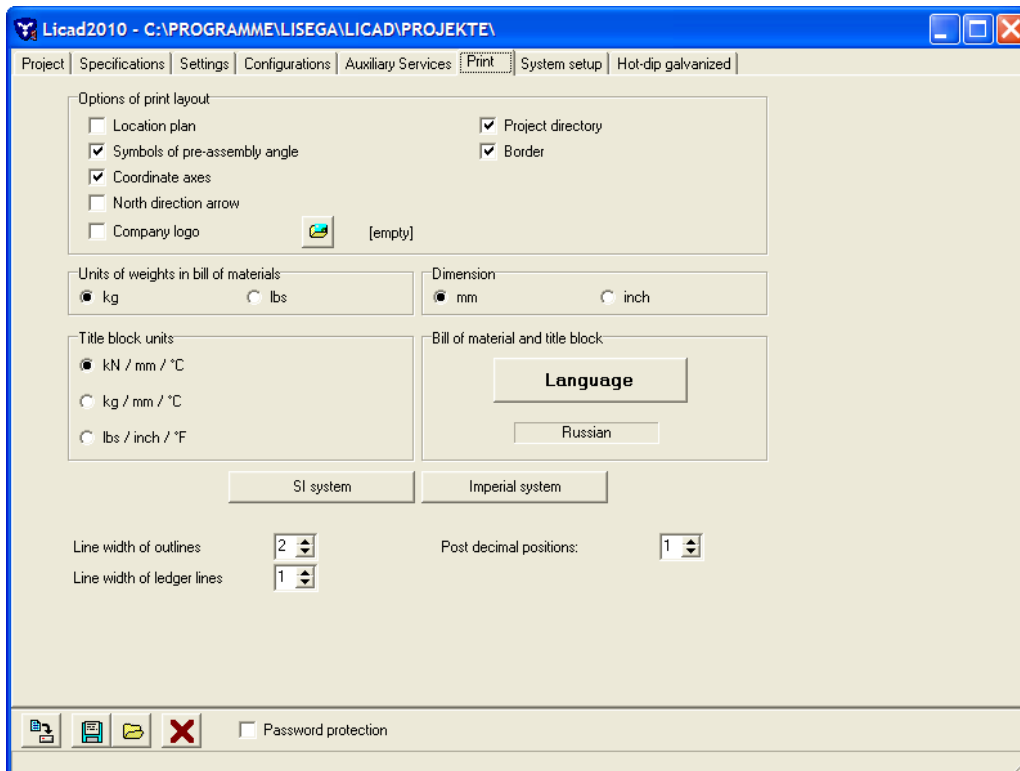 Licad2010 - C:\PROGRAMME\LISEGA\LICAD\PROJEKTE\
Project Specifications Settings Configurations Auxiliary Services Print System setup Hot-dip galvanized
Options of print layout
Location plan Project directory
Symbols of pre-assembly angle Border
Coordinate axes
North direction arrow
Company logo [empty]
Units of weights in bill of materials Dimension
kg lbs mm inch
Title block units Bill of material and title block
kN / mm / °C
Language
kg / mm / °C
Russian
lbs / inch / °F
SI system Imperial system
Line width of outlines 2 Post decimal positions: 1
Line width of ledger lines 1
Password protection